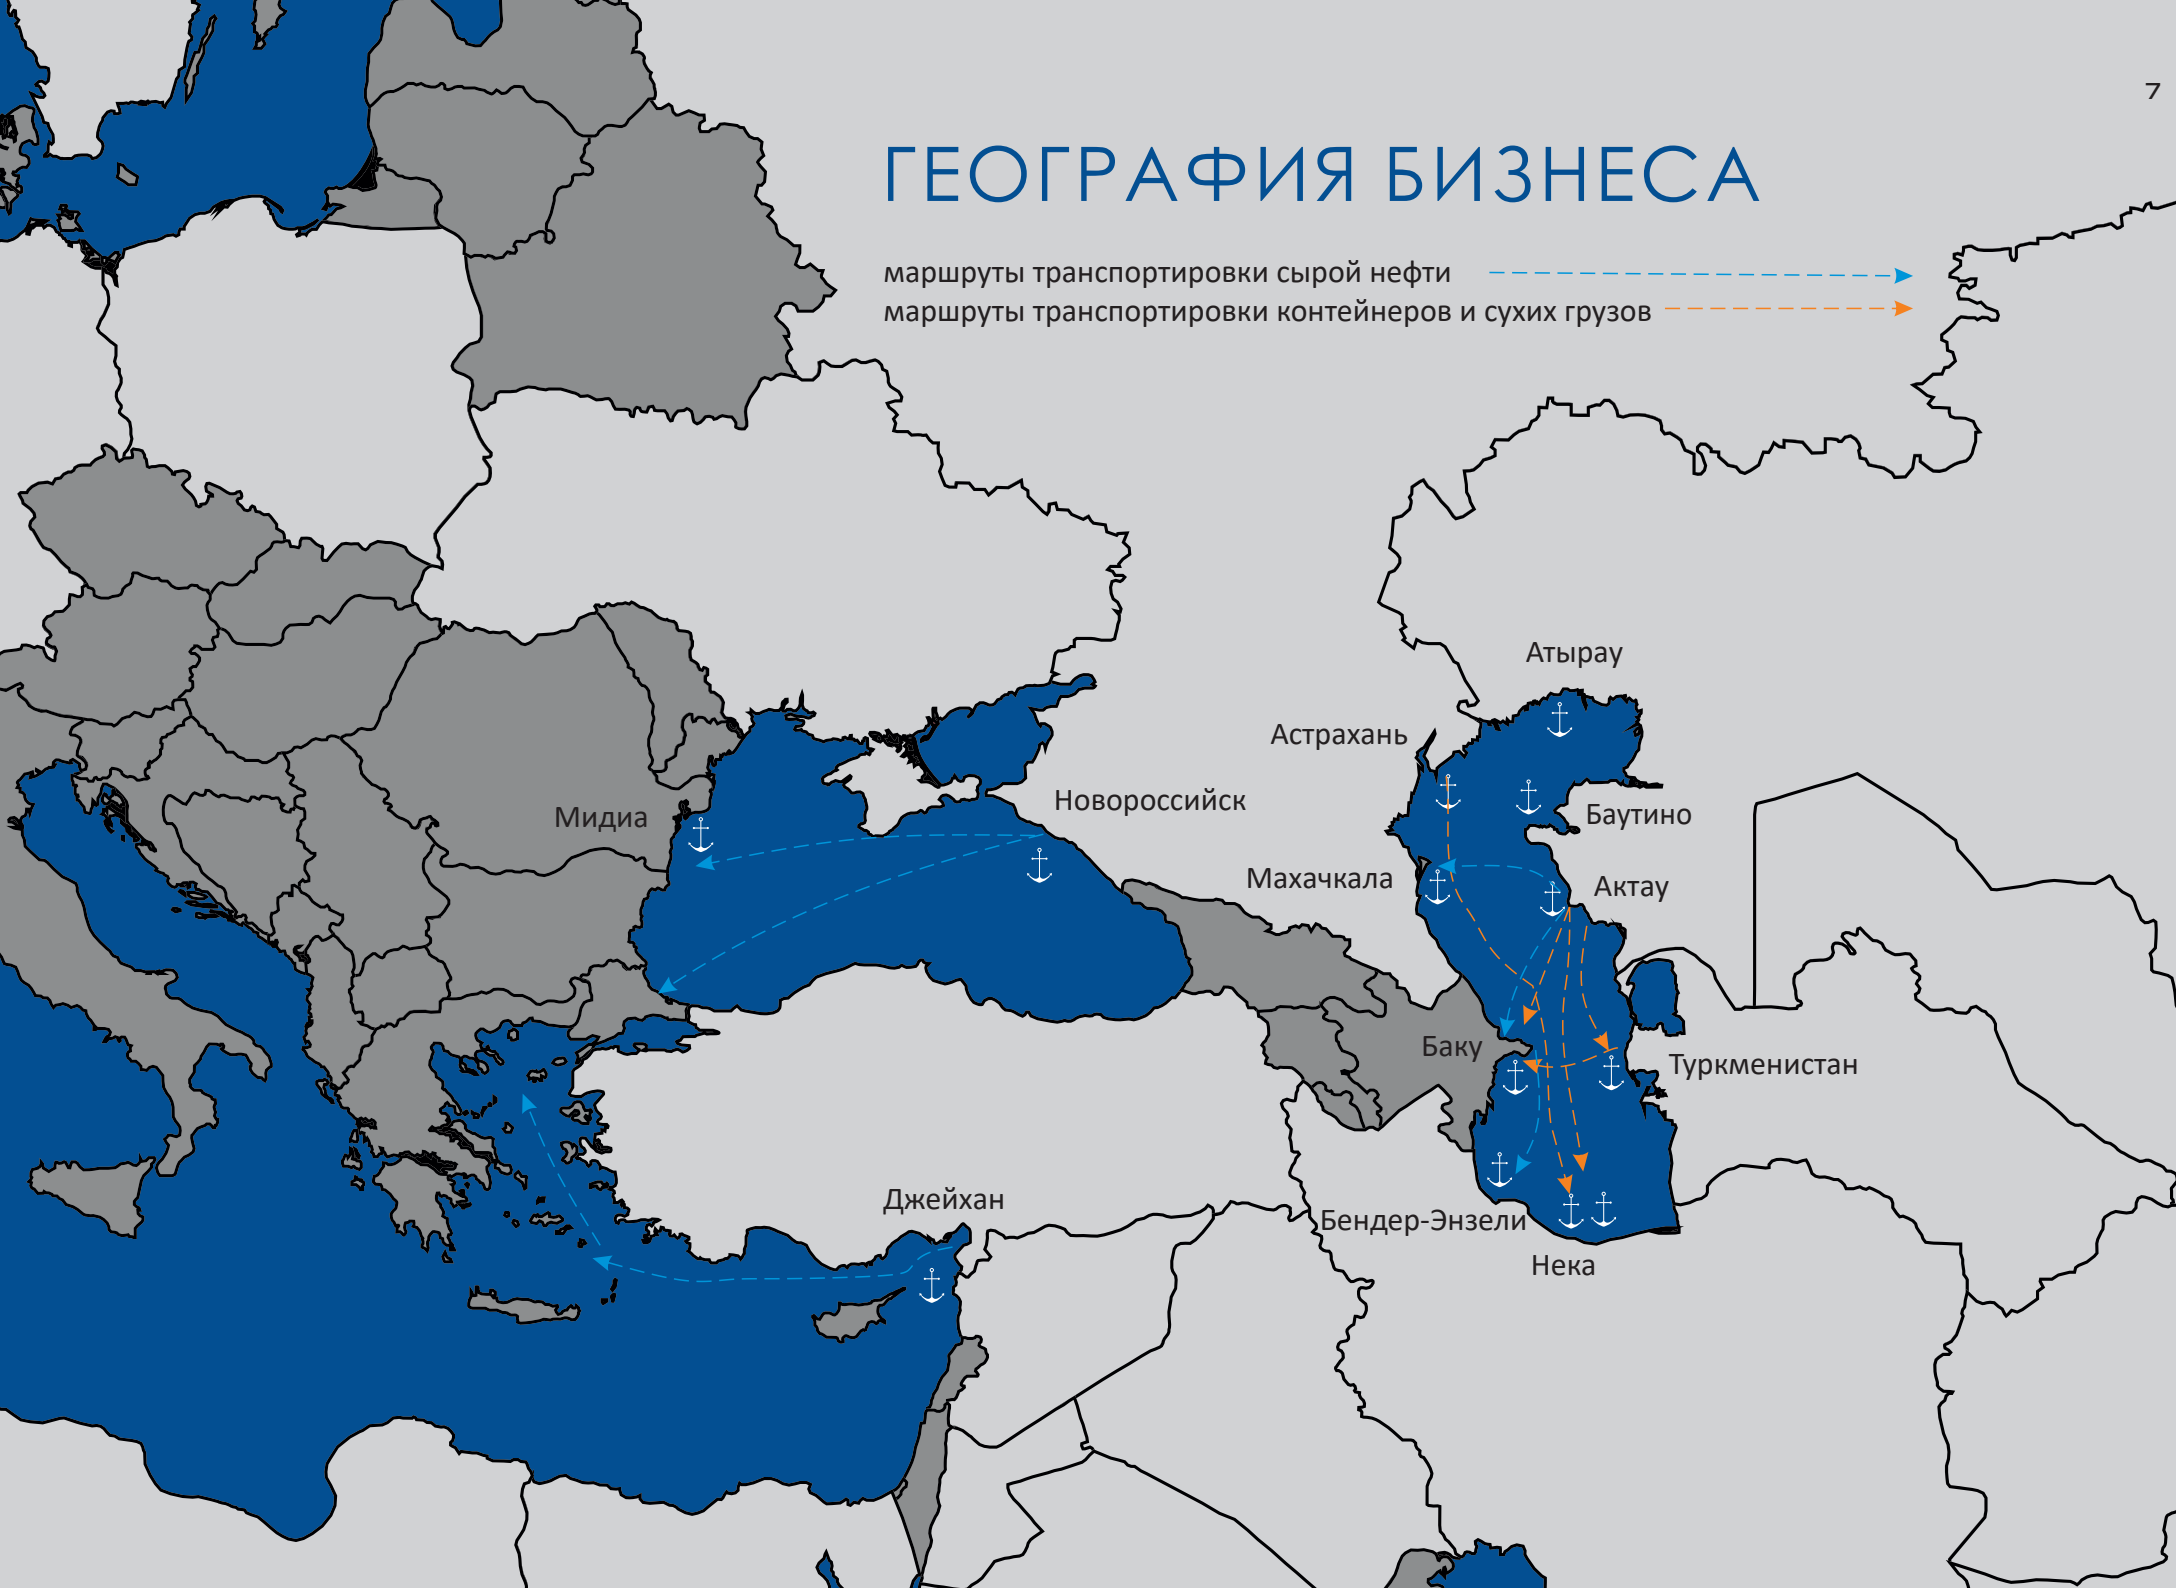 7
ГЕОГРАФИЯ БИЗНЕСА
маршруты транспортировки сырой нефти
маршруты транспортировки контейнеров и сухих грузов
Атырау
Астрахань
Новороссийск
Мидиа
Баутино
Махачкала
Актау
Баку
Туркменистан
Джейхан
Бендер-Энзели
Нека